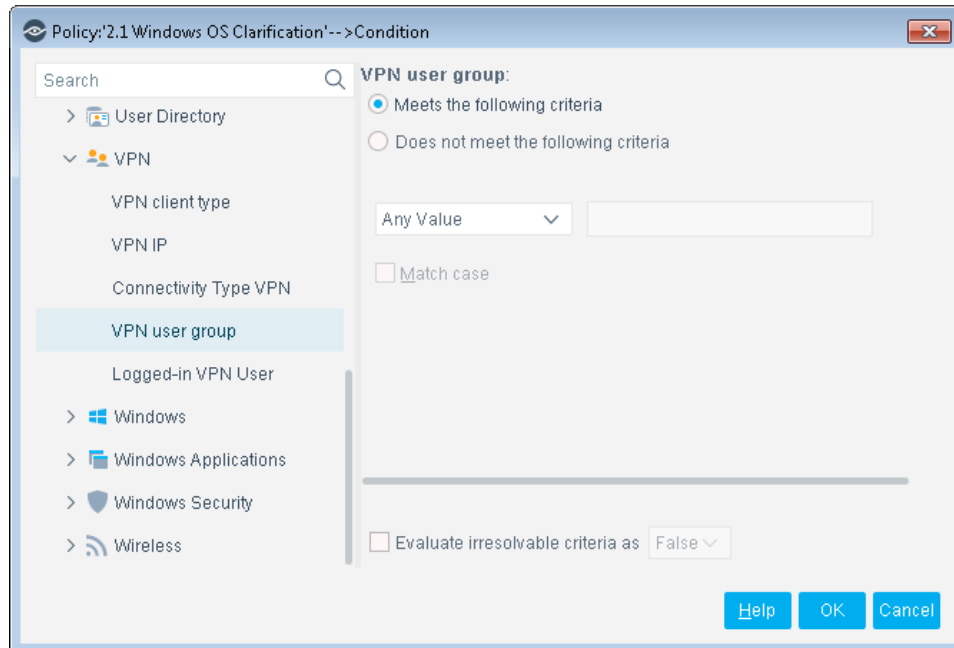 Policy:'2.1 Windows OS Clarification'-->Condition
Search
User Directory
VPN
VPN client type
VPN IP
Connectivity Type VPN
VPN user group
Logged-in VPN User
Windows
Windows Applications
Windows Security
Wireless
VPN user group:
Meets the following criteria
Does not meet the following criteria
Any Value
Match case
Evaluate irresolvable criteria as False
Help OK Cancel